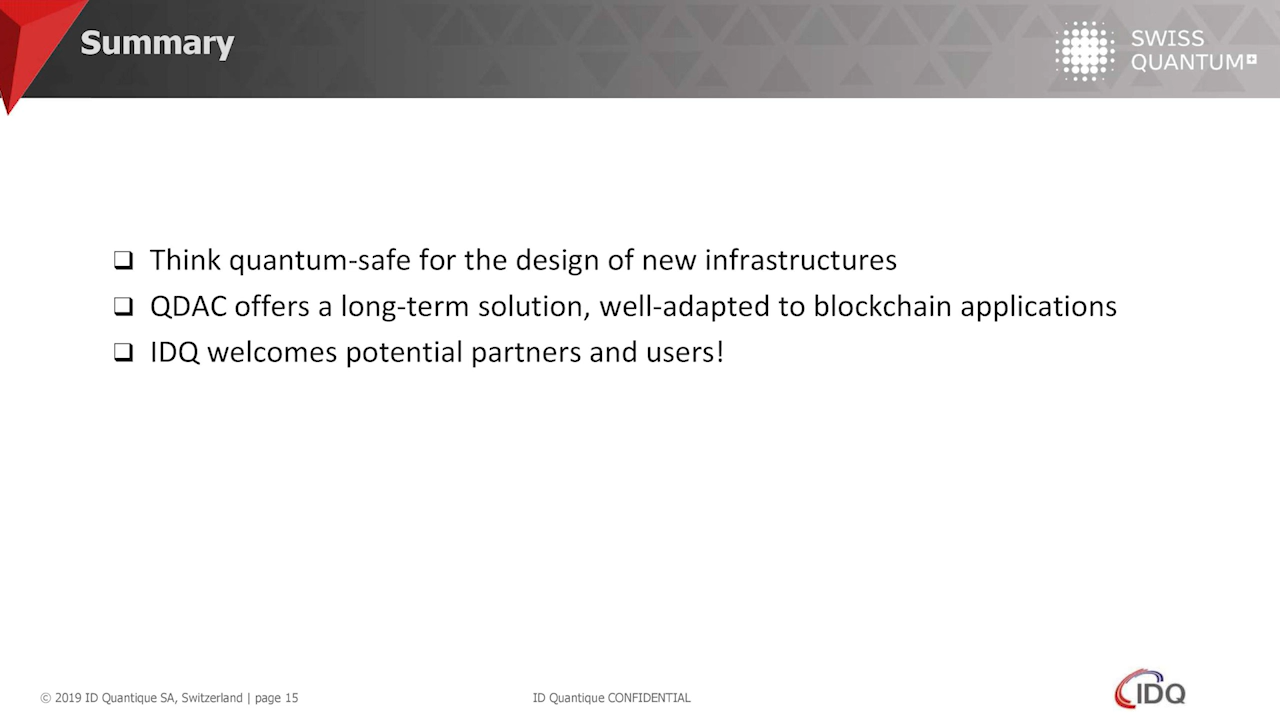 Summary
SWISS
QUANTUM
Think quantum-safe for the design of new infrastructures
QDAC offers a long-term solution, well-adapted to blockchain applications
IDQ welcomes potential partners and users!
© 2019 ID Quantique SA, Switzerland | page 15
ID Quantique CONFIDENTIAL
IDQ